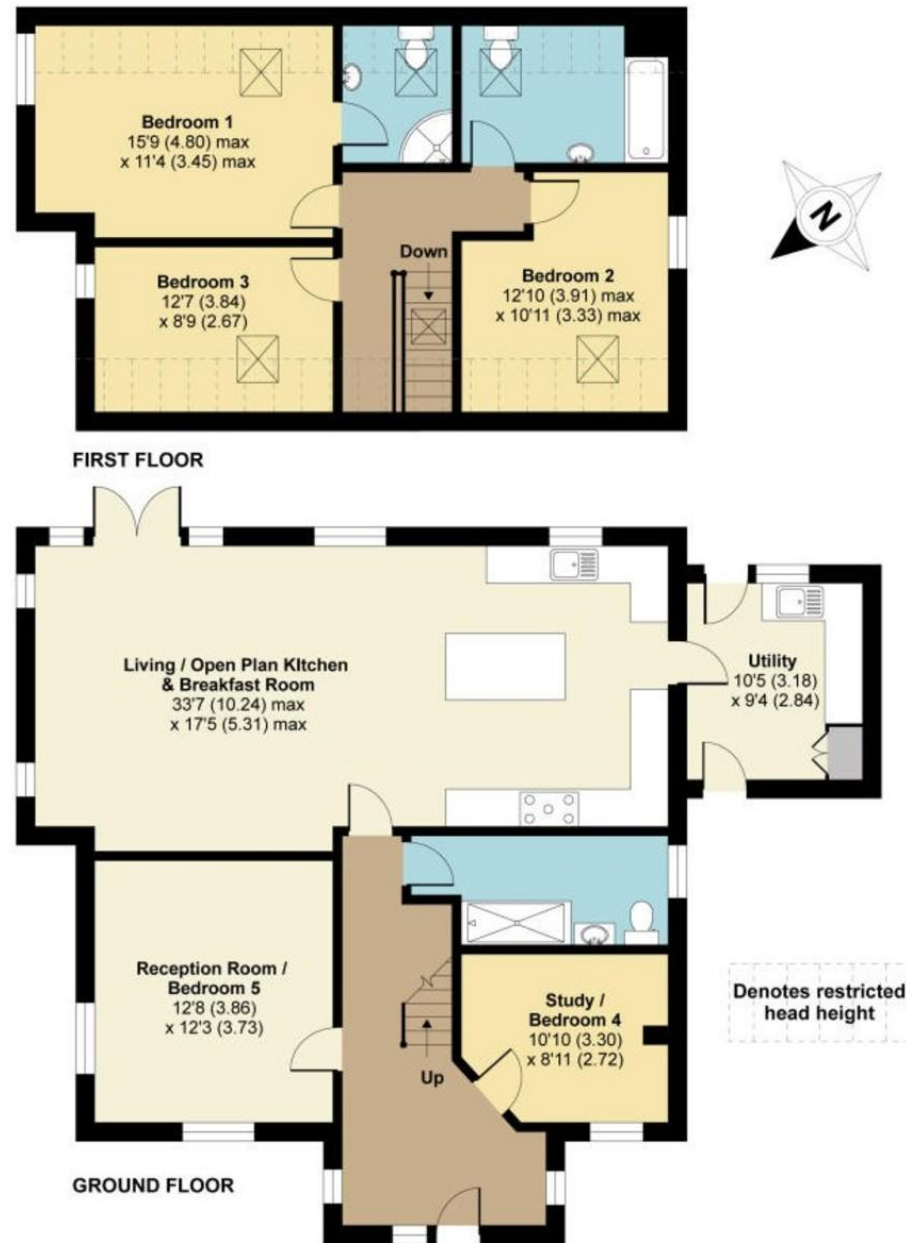 Bedroom 1
15'9 (4.80) max
x 11'4 (3.45) max
N
Down
Bedroom 3
12'7 (3.84)
x 8'9 (2.67)
Bedroom 2
12'10 (3.91) max
x 10'11 (3.33) max
FIRST FLOOR
Living / Open Plan KItchen
& Breakfast Room
33'7 (10.24) max
x 17'5 (5.31) max
Utility
10'5 (3.18)
x 9'4 (2.84)
Reception Room /
Bedroom 5
12'8 (3.86)
x 12'3 (3.73)
Up
Study /
Bedroom 4
10'10 (3.30)
x 8'11 (2.72)
Denotes restricted
head height
GROUND FLOOR